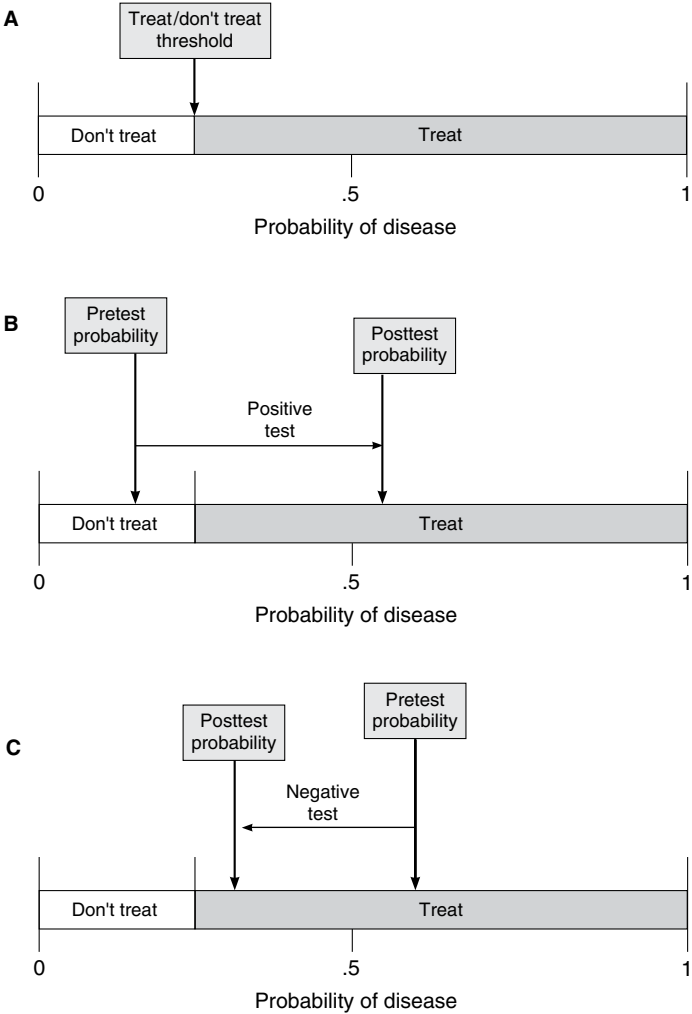 A
Treat/don't treat
threshold
Don't treat
Treat
0
.5
1
Probability of disease
B
Pretest
probability
Posttest
probability
Positive
test
Don't treat
Treat
0
.5
1
Probability of disease
C
Posttest
probability
Pretest
probability
Negative
test
Don't treat
Treat
0
.5
1
Probability of disease